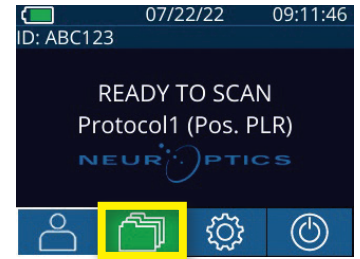 07/22/22 09:11:46
ID: ABC123
READY TO SCAN
Protocol1 (Pos. PLR)
NEUROPTICS